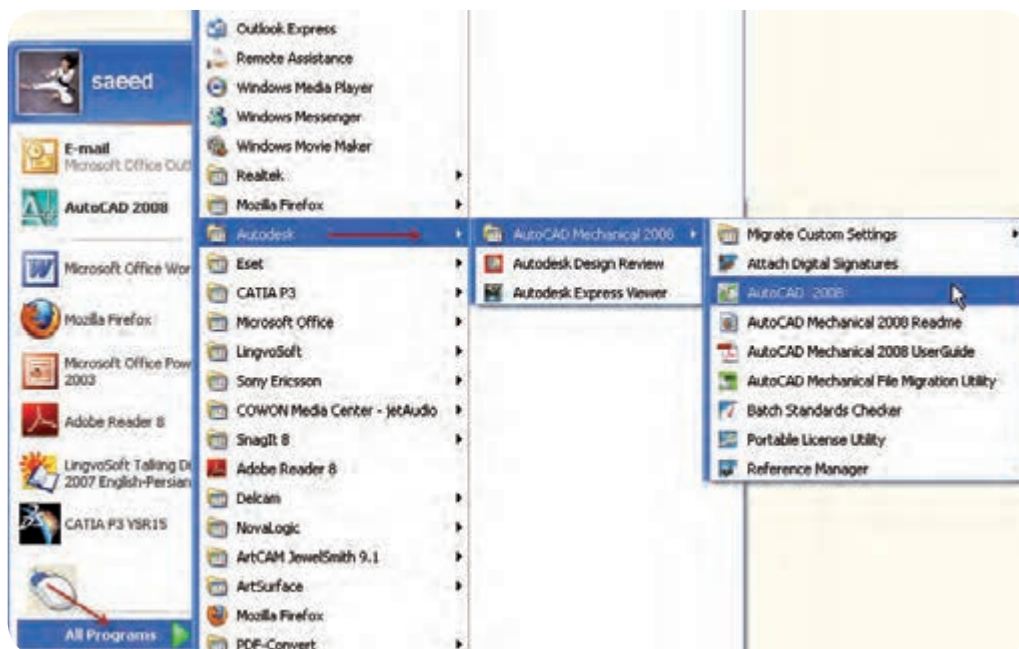 saeed
E-mail
Microsoft Office Outl
AutoCAD 2008
Microsoft Office Wor
Mozilla Firefox
Microsoft Office Pow
2003
Adobe Reader 8
LingvoSoft Talking Di
2007 English-Persian
CATIA P3 V5R15
All Programs
Outlook Express
Remote Assistance
Windows Media Player
Windows Messenger
Windows Movie Maker
Realtek
Mozilla Firefox
Autodesk
Eset
CATIA P3
Microsoft Office
LingvoSoft
Sony Ericsson
COWON Media Center - jetAudio
SnagIt 8
Adobe Reader 8
Delcam
NovaLogic
ArtCAM JewelSmith 9.1
ArtSurface
Mozilla Firefox
PDF-Convert
AutoCAD Mechanical 2008
Autodesk Design Review
Autodesk Express Viewer
Migrate Custom Settings
Attach Digital Signatures
AutoCAD 2008
AutoCAD Mechanical 2008 Readme
AutoCAD Mechanical 2008 UserGuide
AutoCAD Mechanical File Migration Utility
Batch Standards Checker
Portable License Utility
Reference Manager